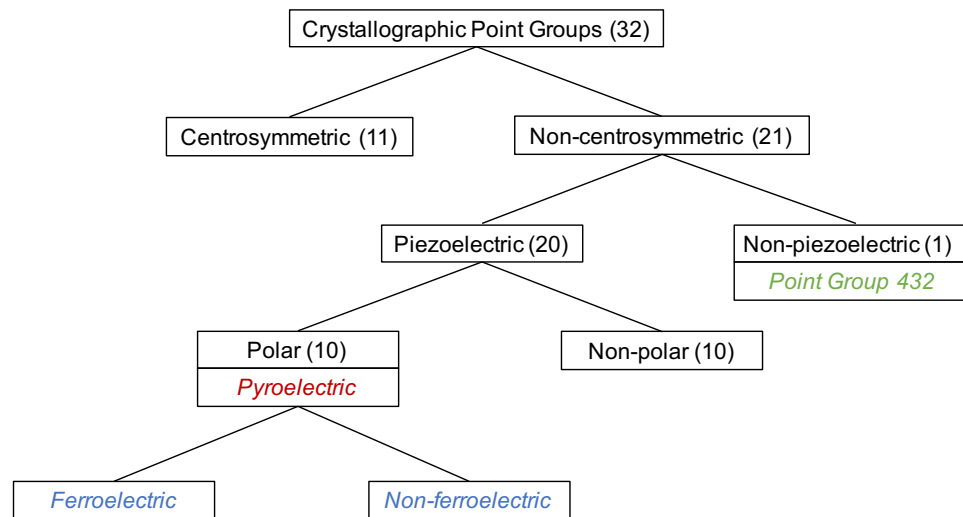 Crystallographic Point Groups (32)
Centrosymmetric (11)
Non-centrosymmetric (21)
Piezoelectric (20)
Non-piezoelectric (1)
Point Group 432
Polar (10)
Pyroelectric
Non-polar (10)
Ferroelectric
Non-ferroelectric